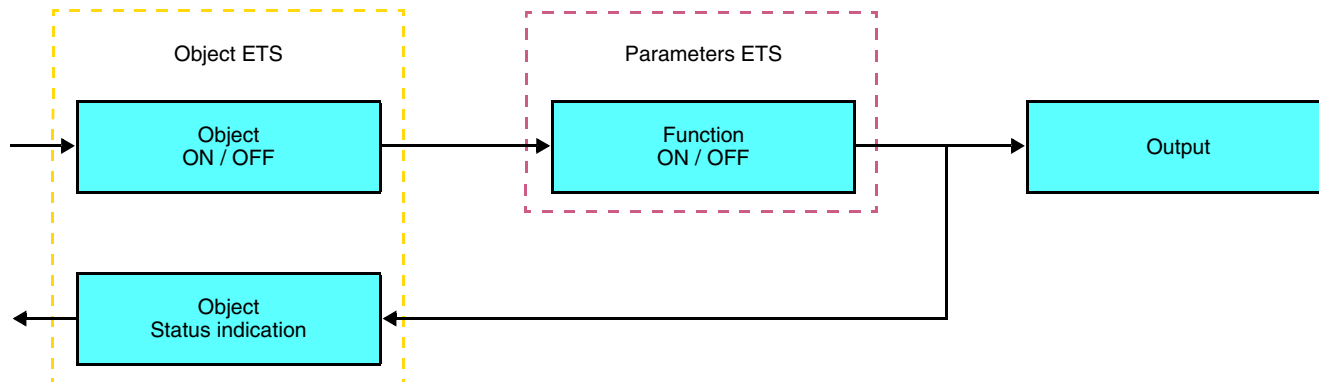 Object ETS
Parameters ETS
Object
ON / OFF
Function
ON / OFF
Output
Object
Status indication